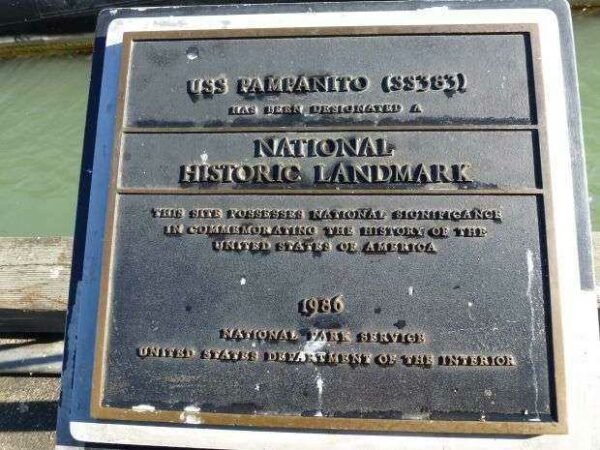 USS PAMPANITO (SS383)
HAS BEEN DESIGNATED A
NATIONAL
HISTORIC LANDMARK
THIS SITE POSSESSES NATIONAL SIGNIFICANCE
IN COMMEMORATING THE HISTORY OF THE
UNITED STATES OF AMERICA
1986
NATIONAL PARK SERVICE
UNITED STATES DEPARTMENT OF THE INTERIOR